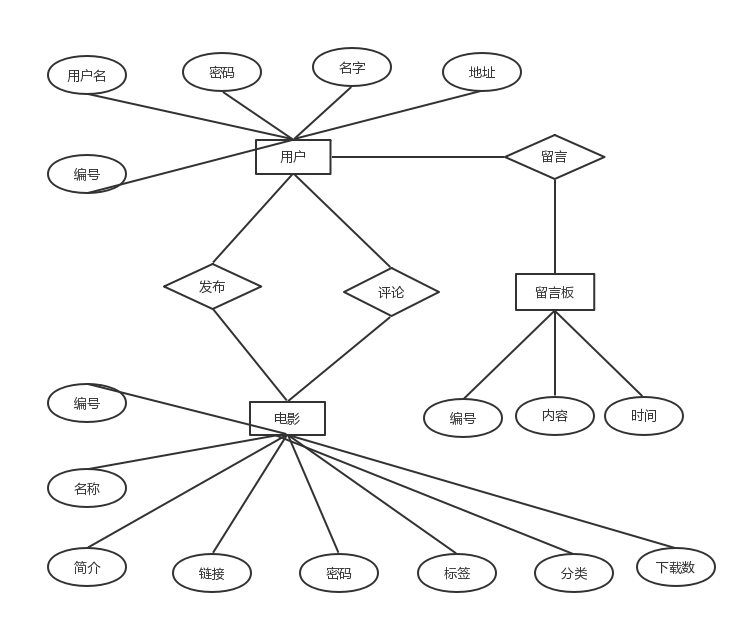 用户名
密码
名字
地址
用户
留言
编号
发布
评论
留言板
编号
电影
编号
内容
时间
名称
简介
链接
密码
标签
分类
下载数